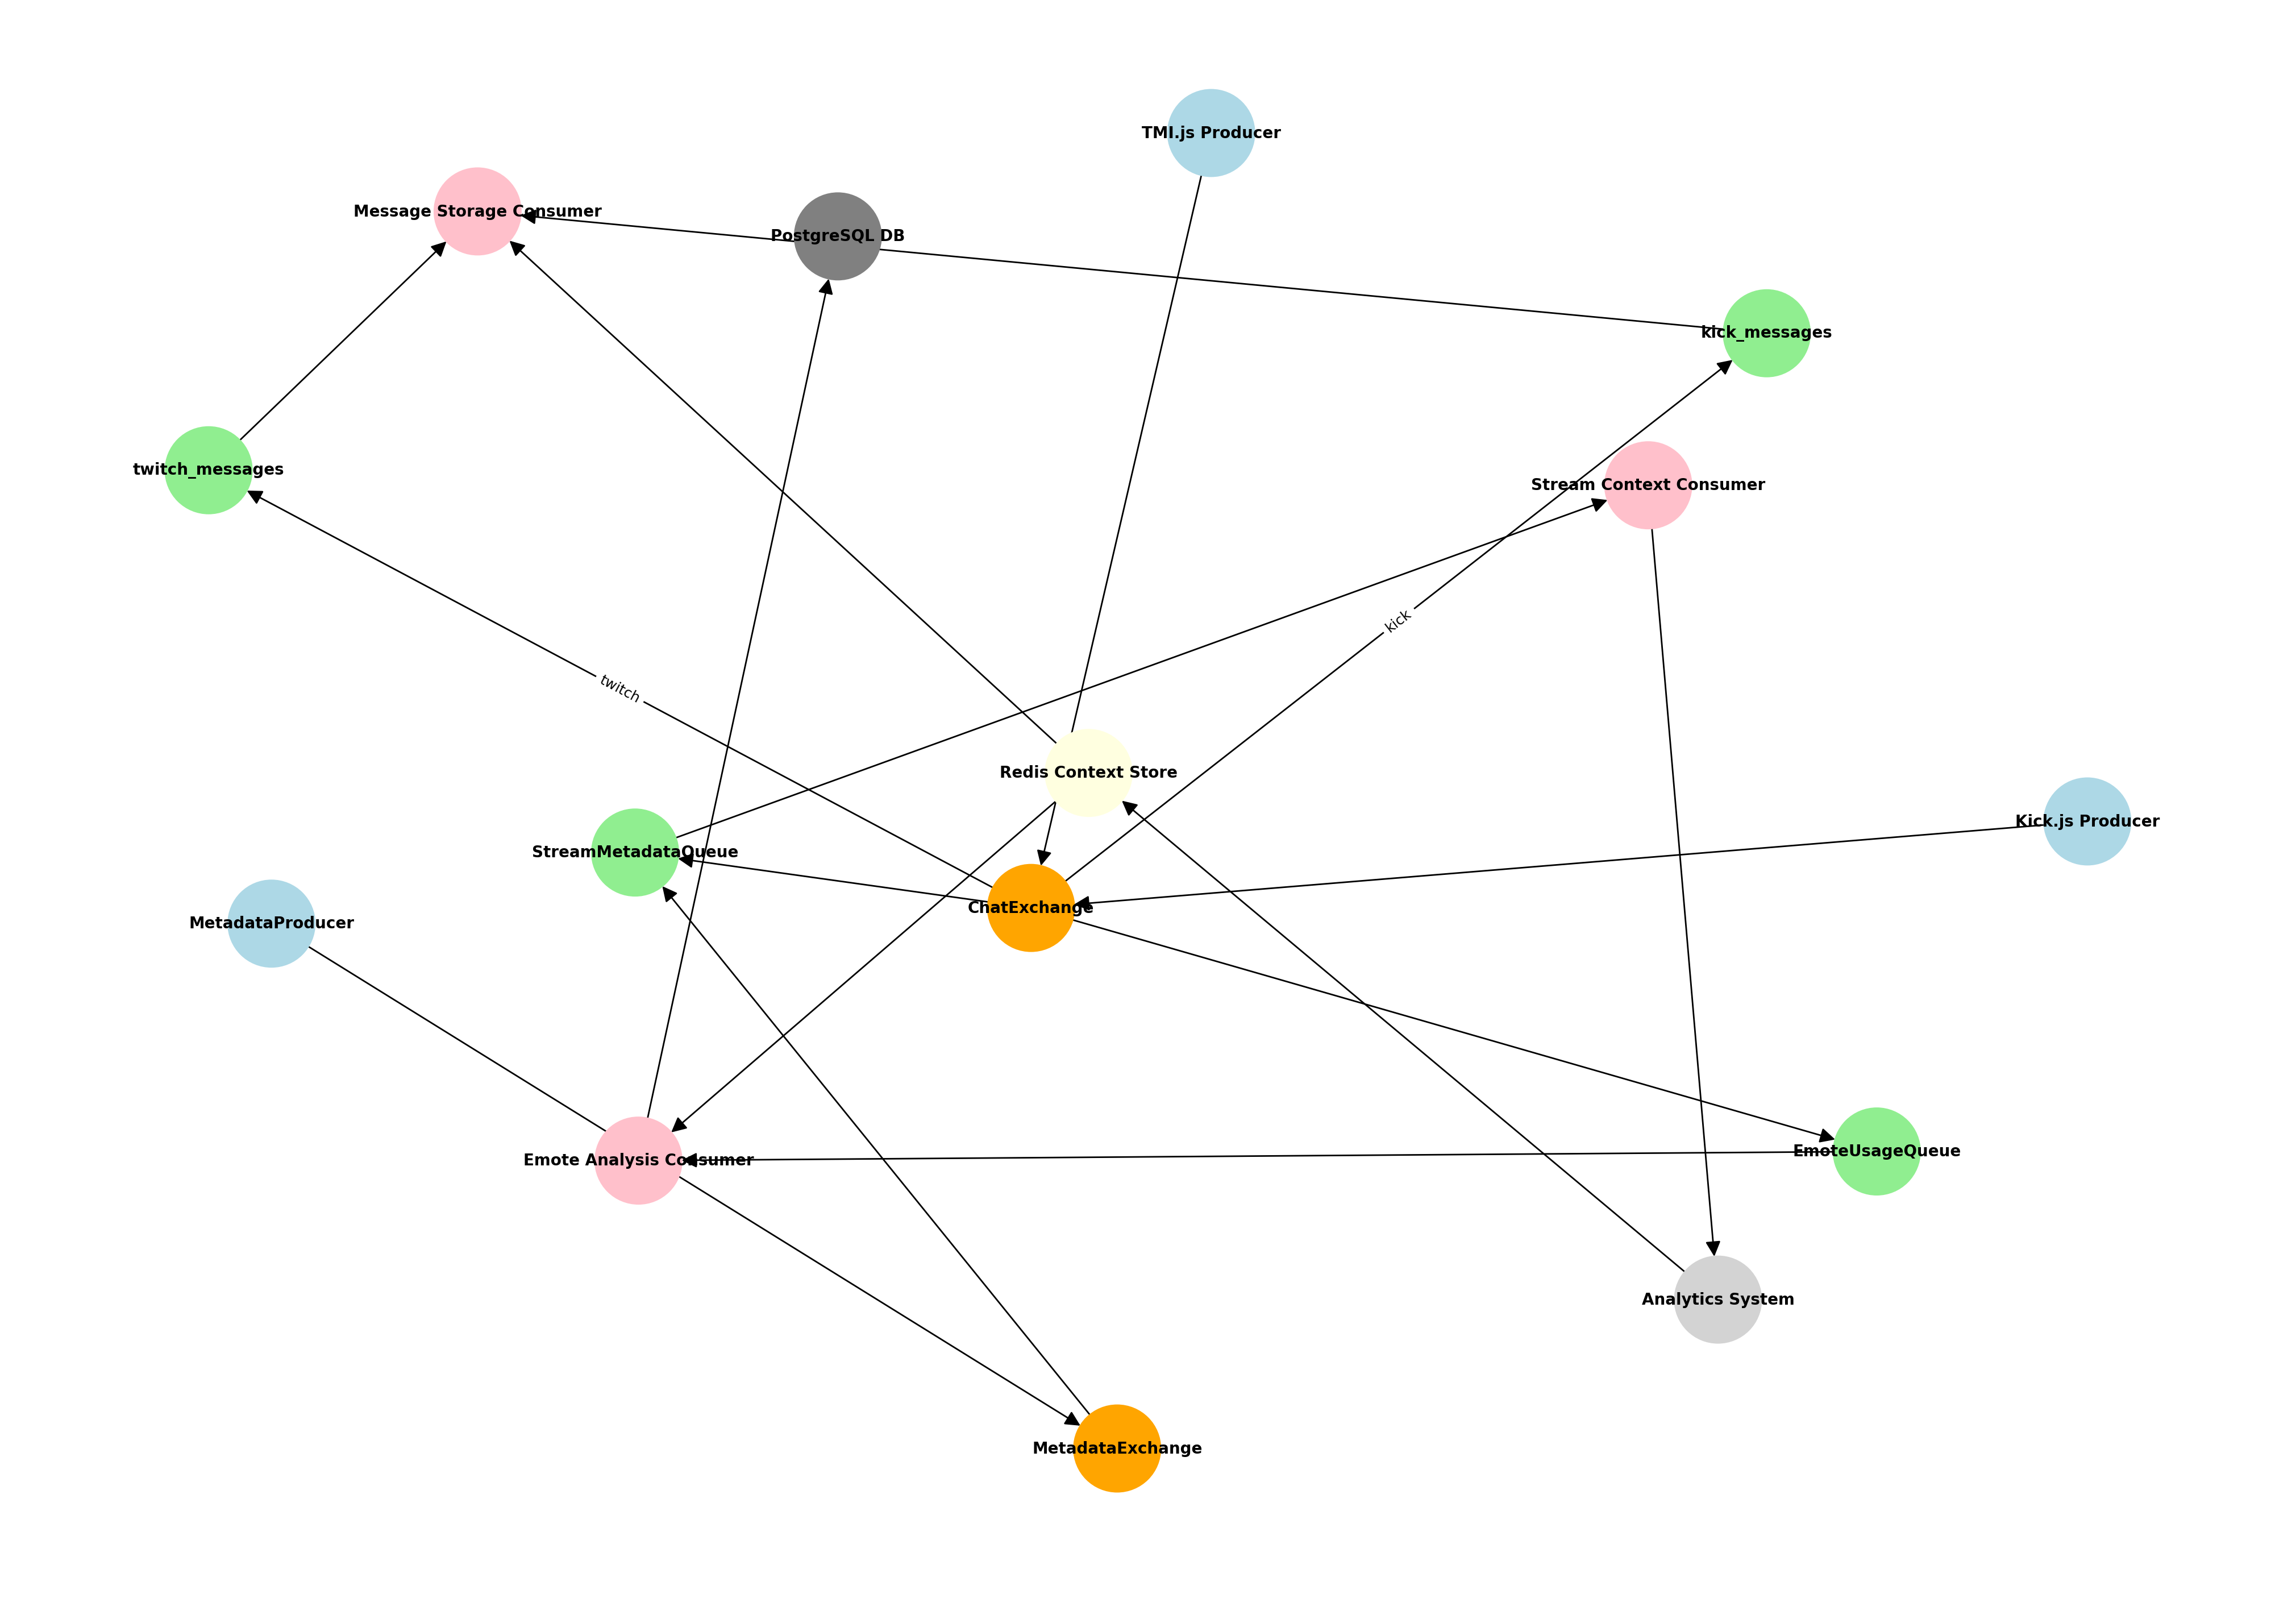 TMI.js Producer
Message Storage Consumer
PostgreSQL DB
kick_messages
twitch_messages
Stream Context Consumer
kick
twitch
Redis Context Store
Kick.js Producer
StreamMetadataQueue
ChatExchange
MetadataProducer
EmoteUsageQueue
Emote Analysis Consumer
Analytics System
MetadataExchange